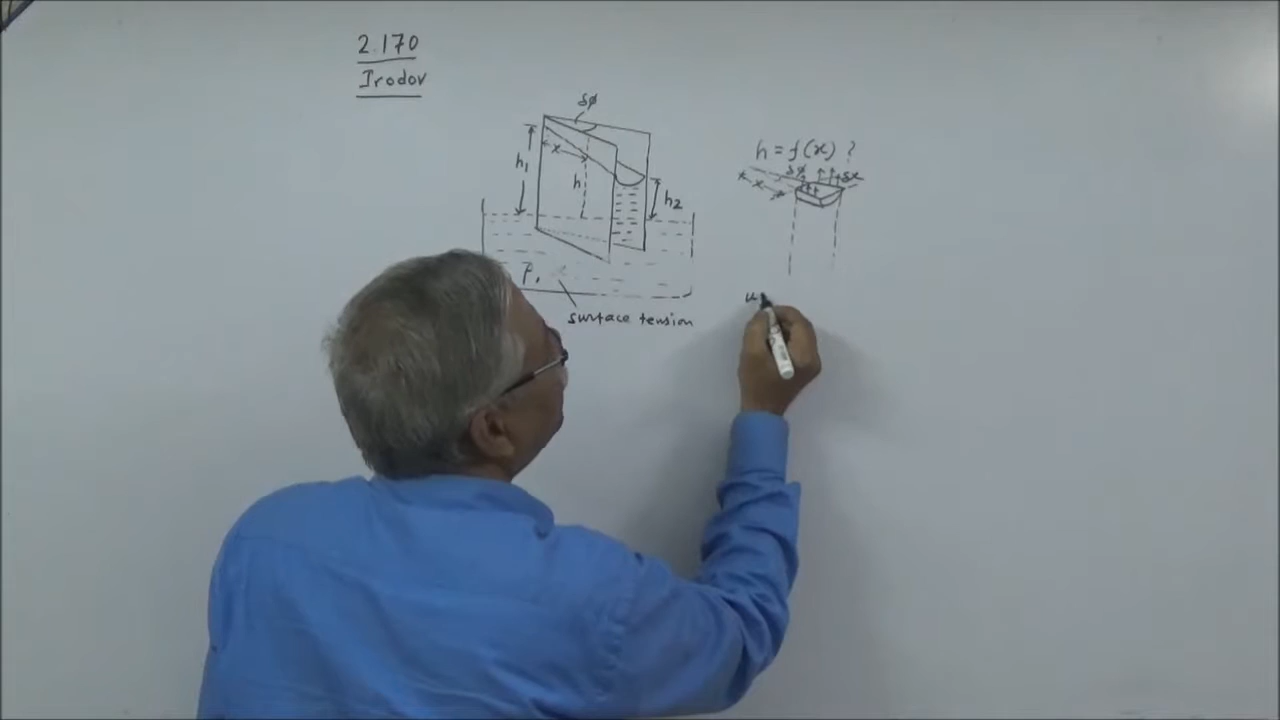 2.170
Irodov
δφ
x
h₁
h
h₂
ρ,
surface tension
h = f(x) ?
δφ
δx
x